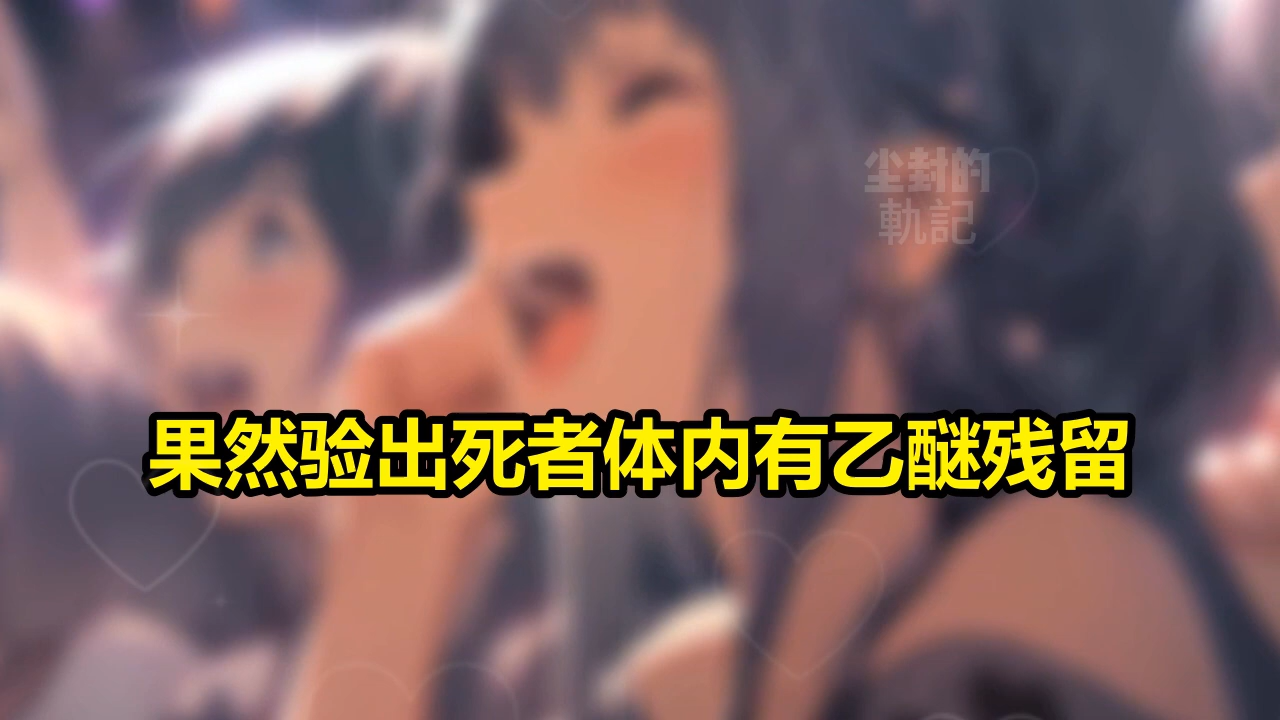 尘封的
軌記
果然验出死者体内有乙醚残留